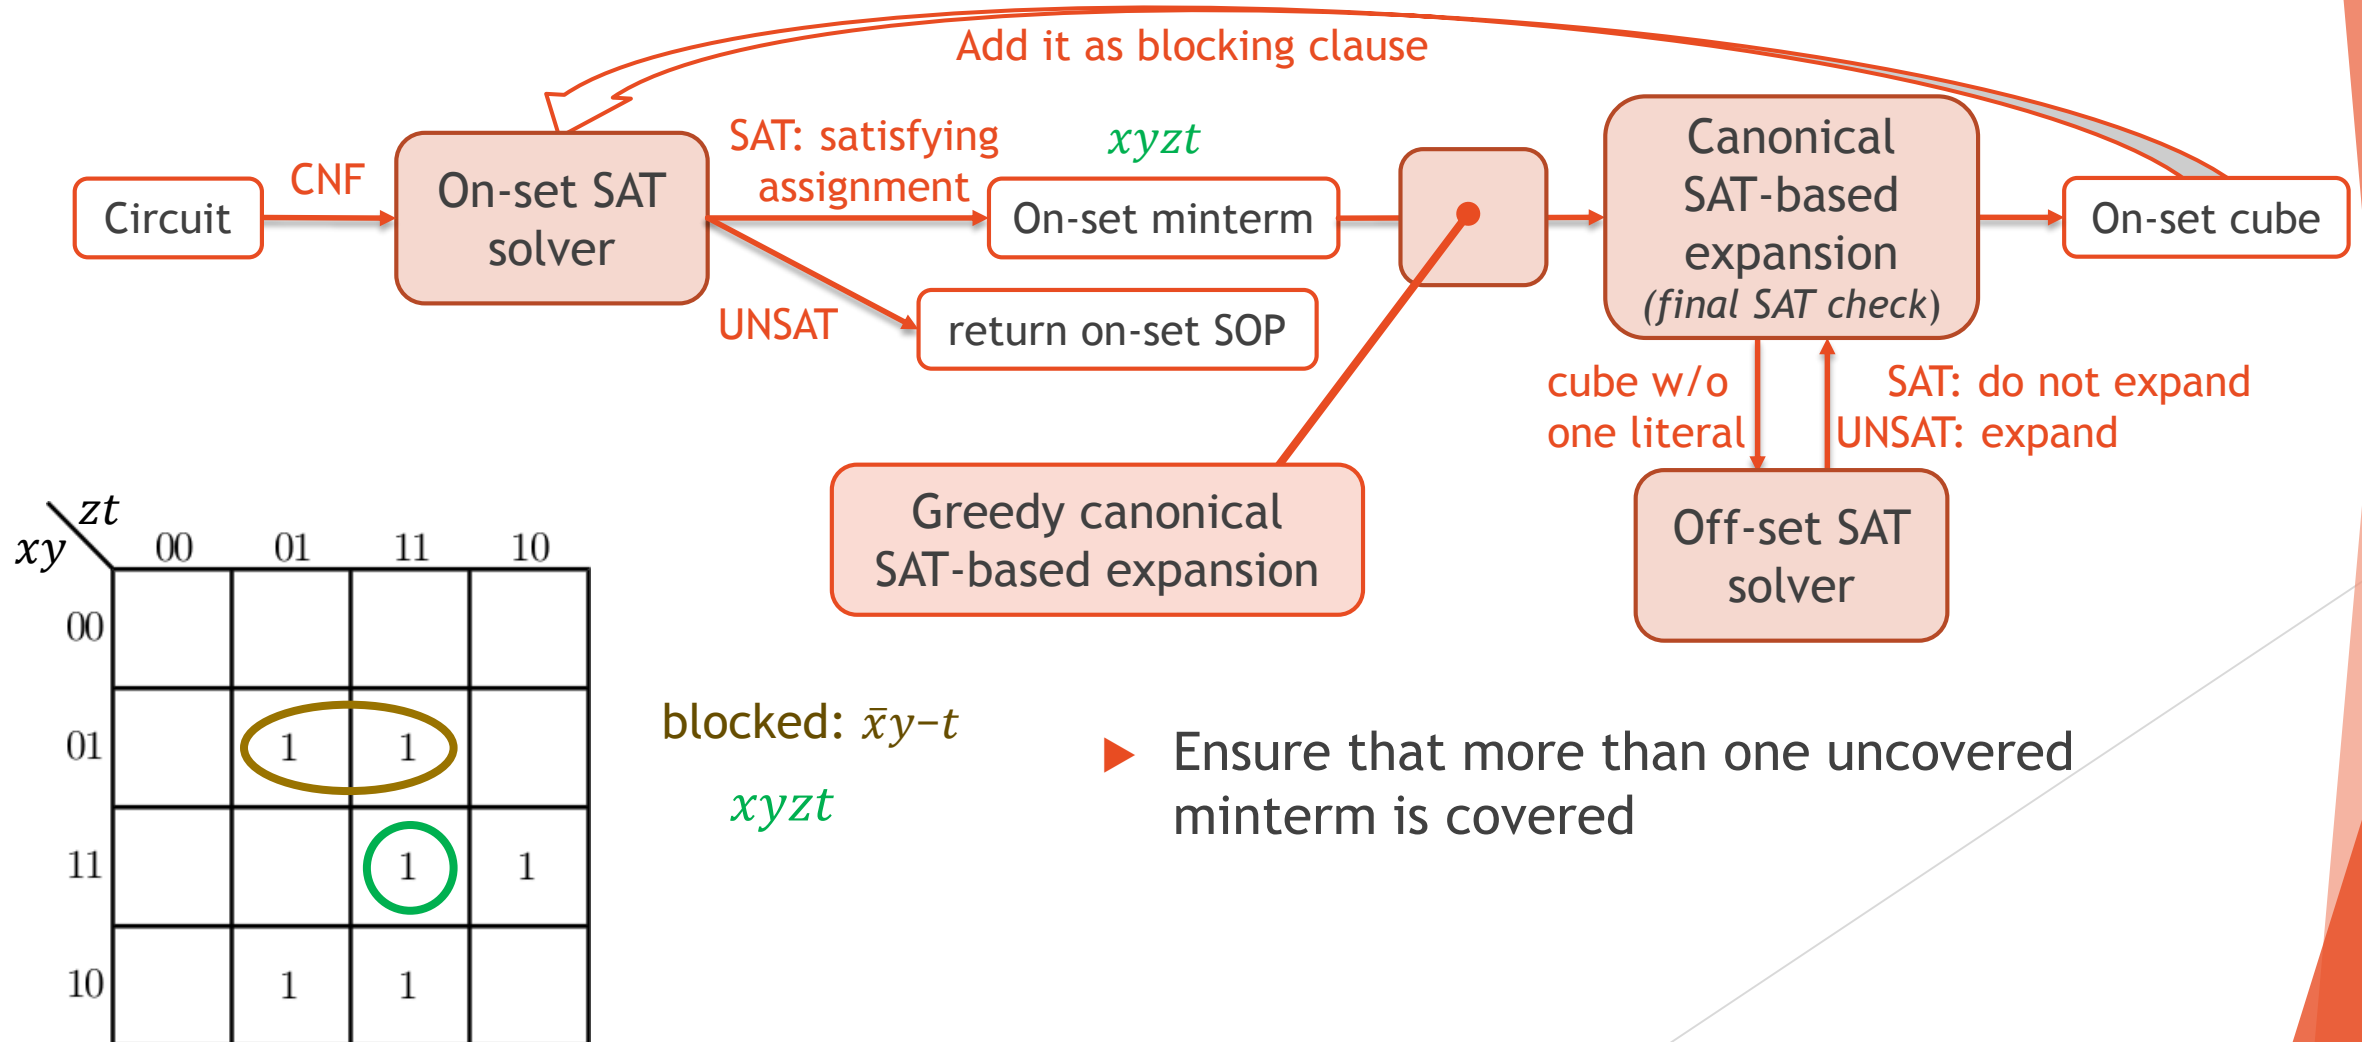 Add it as blocking clause
Circuit
CNF
On-set SAT
solver
SAT: satisfying
assignment
UNSAT
xyzt
On-set minterm
return on-set SOP
Canonical
SAT-based
expansion
(final SAT check)
On-set cube
cube w/o
one literal
SAT: do not expand
UNSAT: expand
Off-set SAT
solver
Greedy canonical
SAT-based expansion
zt
xy
00 01 11 10
00
01 1 1
11 1 1
10 1 1
blocked: x̄y−t
xyzt
Ensure that more than one uncovered
minterm is covered